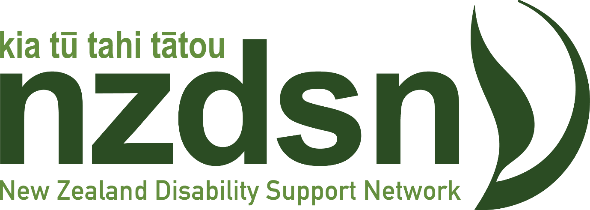 kia tū tahi tātou
nzdsn
New Zealand Disability Support Network